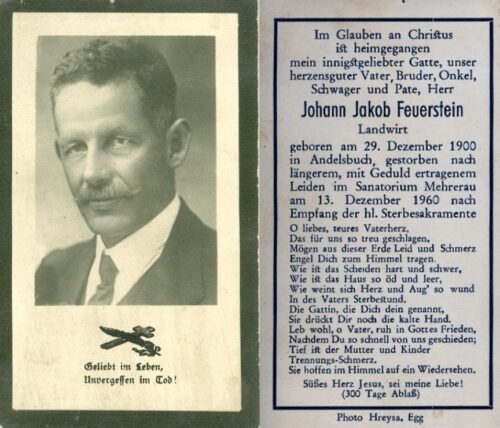 Geliebt im Leben,
Unvergessen im Tod!
Im Glauben an Christus
ist heimgegangen
mein innigstgeliebter Gatte, unser
herzensguter Vater, Bruder, Onkel,
Schwager und Pate, Herr
Johann Jakob Feuerstein
Landwirt
geboren am 29. Dezember 1900
in Andelsbuch, gestorben nach
längerem, mit Geduld ertragenem
Leiden im Sanatorium Mehrerau
am 13. Dezember 1960 nach
Empfang der hl. Sterbesakramente
O liebes, teures Vaterherz.
Das für uns so treu geschlagen,
Mögen aus dieser Erde Leid und Schmerz
Engel Dich zum Himmel tragen.
Wie ist das Scheiden hart und schwer,
Wie ist das Haus so öd und leer,
Wie weint sich Herz und Aug' so wund
In des Vaters Sterbestund.
Die Gattin, die Dich dein genannt,
Sie drückt Dir noch die kalte Hand.
Leb wohl, o Vater, ruh in Gottes Frieden,
Nachdem Du so schnell von uns geschieden;
Tief ist der Mutter und Kinder
Trennungs-Schmerz.
Sie hoffen im Himmel auf ein Wiedersehen.
Süßes Herz Jesus, sei meine Liebe!
(300 Tage Ablaß)
Photo Hreysa, Egg